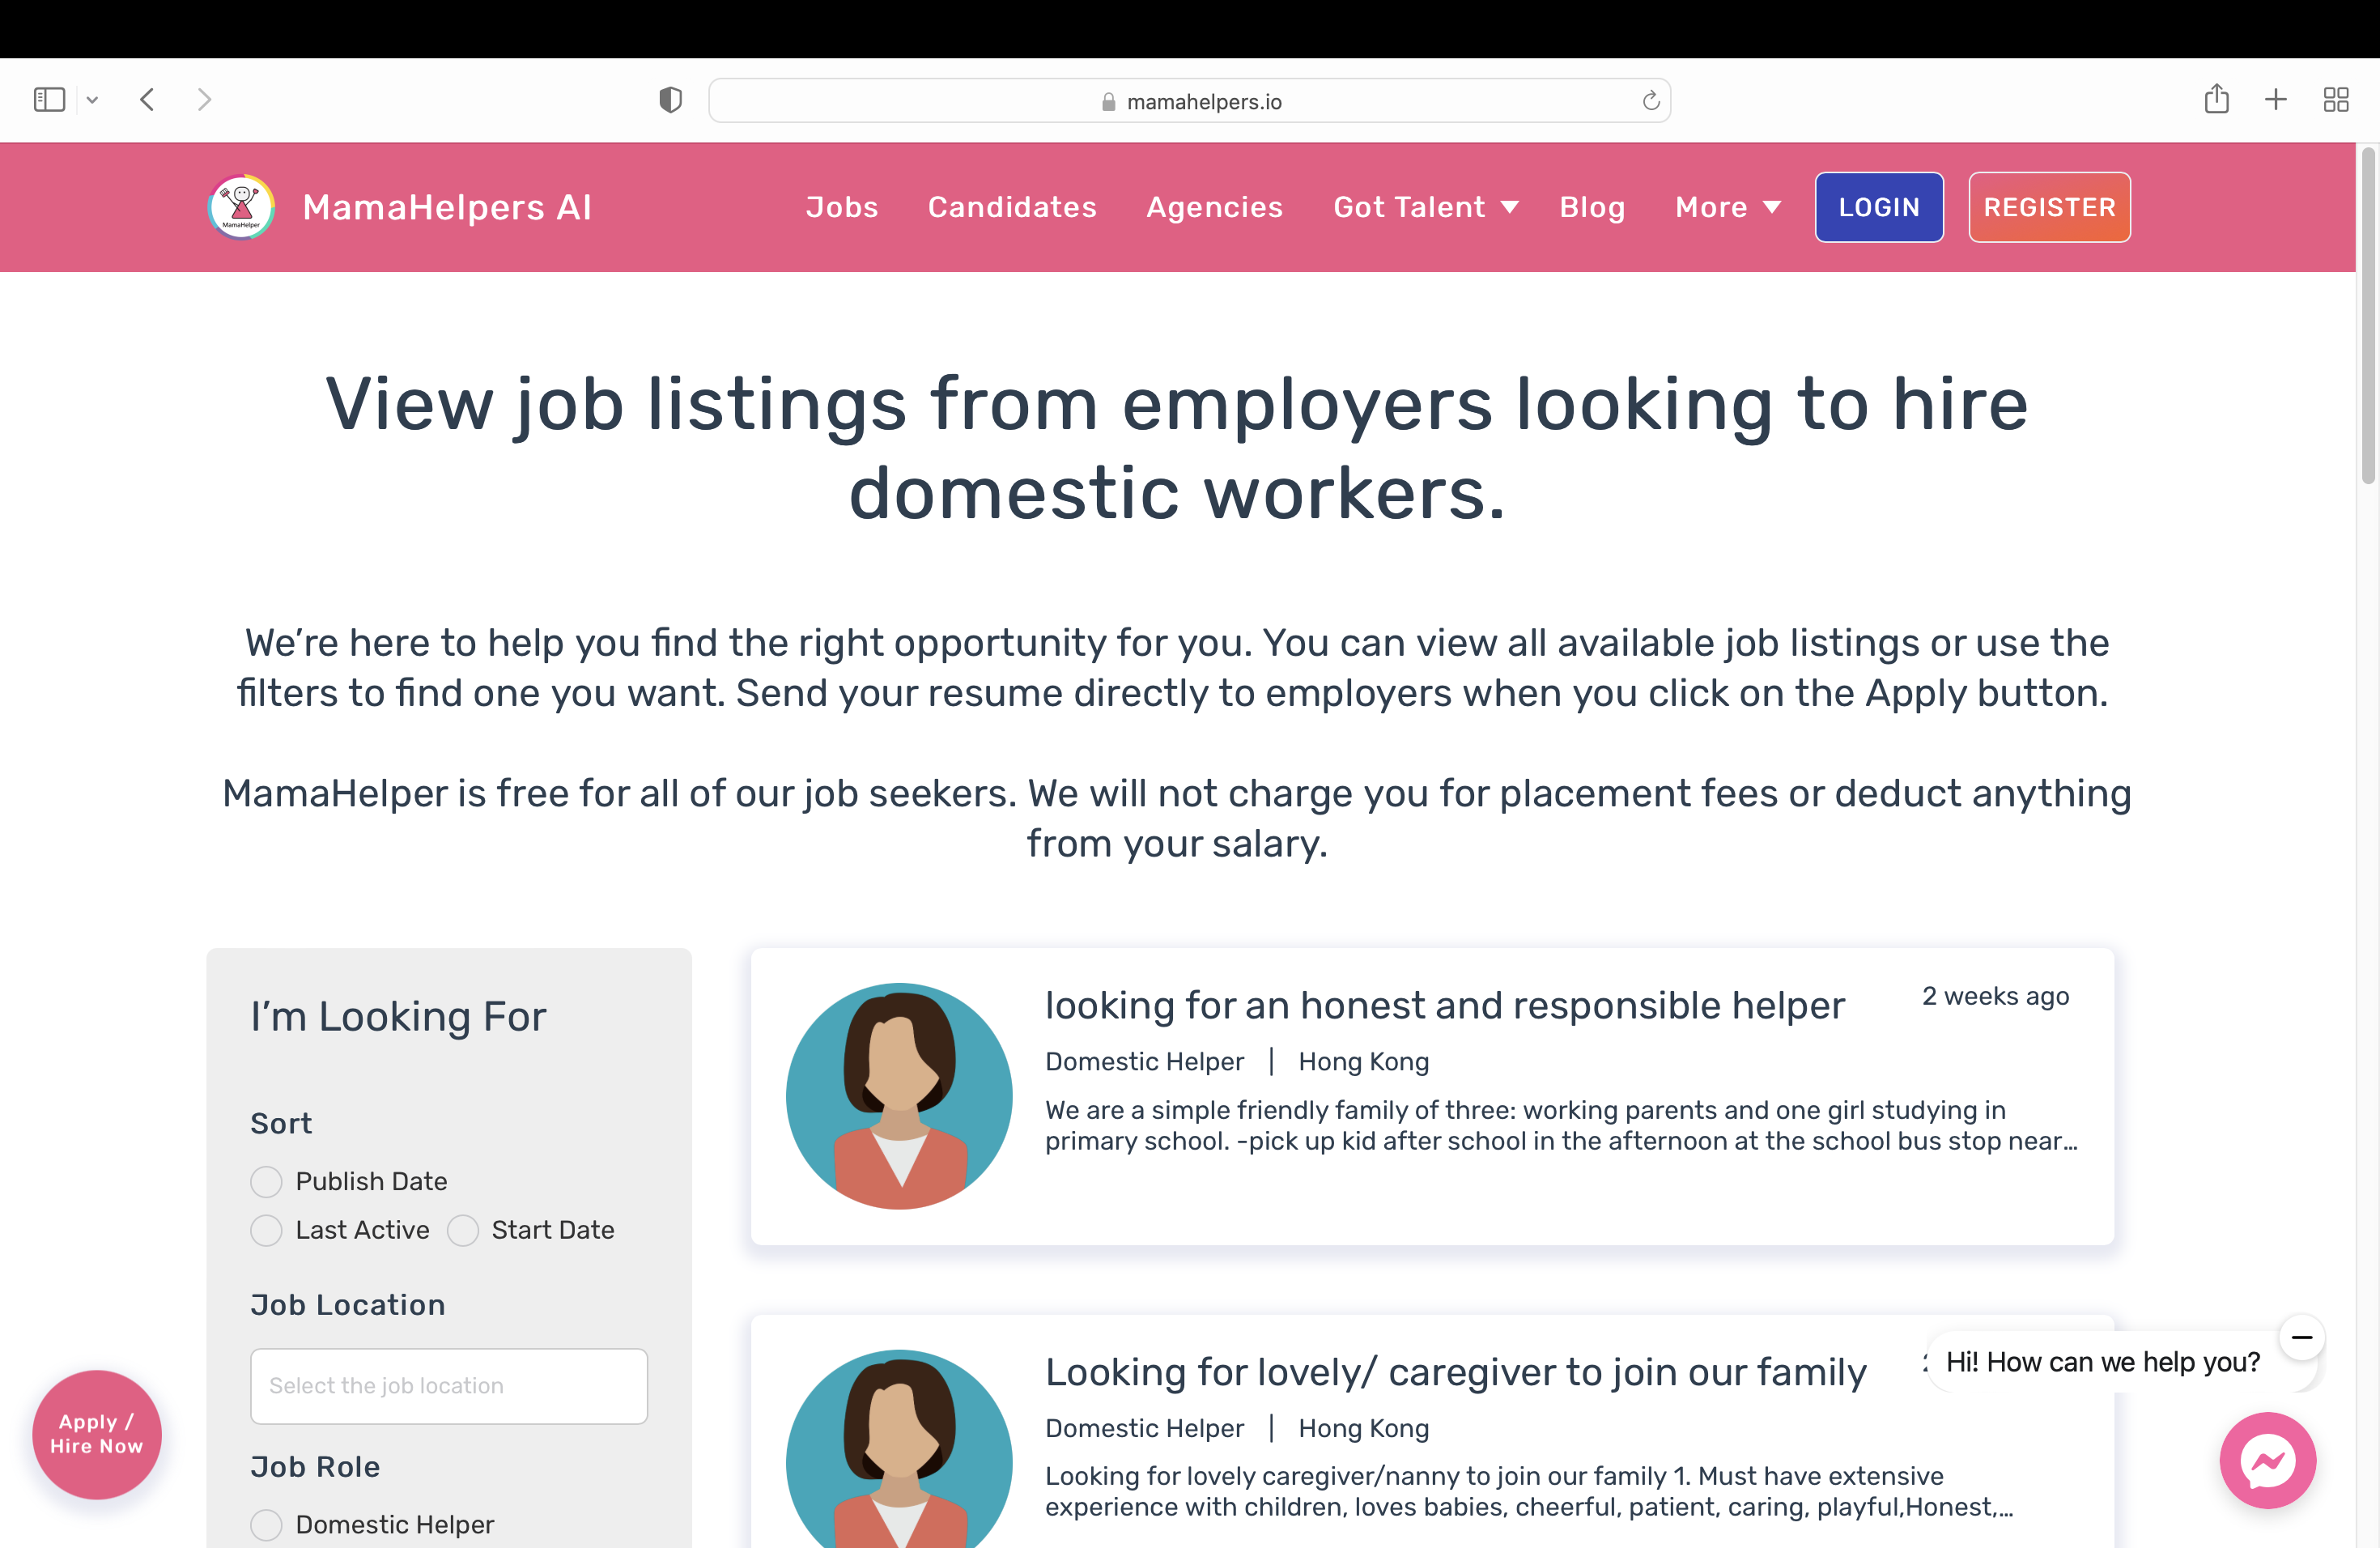 mamahelpers.io
MamaHelper
MamaHelpers AI
Jobs
Candidates
Agencies
Got Talent
Blog
More
LOGIN
REGISTER
View job listings from employers looking to hire
domestic workers.
We’re here to help you find the right opportunity for you. You can view all available job listings or use the
filters to find one you want. Send your resume directly to employers when you click on the Apply button.
MamaHelper is free for all of our job seekers. We will not charge you for placement fees or deduct anything
from your salary.
I’m Looking For
Sort
Publish Date
Last Active
Start Date
Job Location
Select the job location
Job Role
Domestic Helper
looking for an honest and responsible helper
2 weeks ago
Domestic Helper | Hong Kong
We are a simple friendly family of three: working parents and one girl studying in
primary school. -pick up kid after school in the afternoon at the school bus stop near...
Looking for lovely/ caregiver to join our family
Domestic Helper | Hong Kong
Looking for lovely caregiver/nanny to join our family 1. Must have extensive
experience with children, loves babies, cheerful, patient, caring, playful,Honest,...
Hi! How can we help you?
Apply /
Hire Now